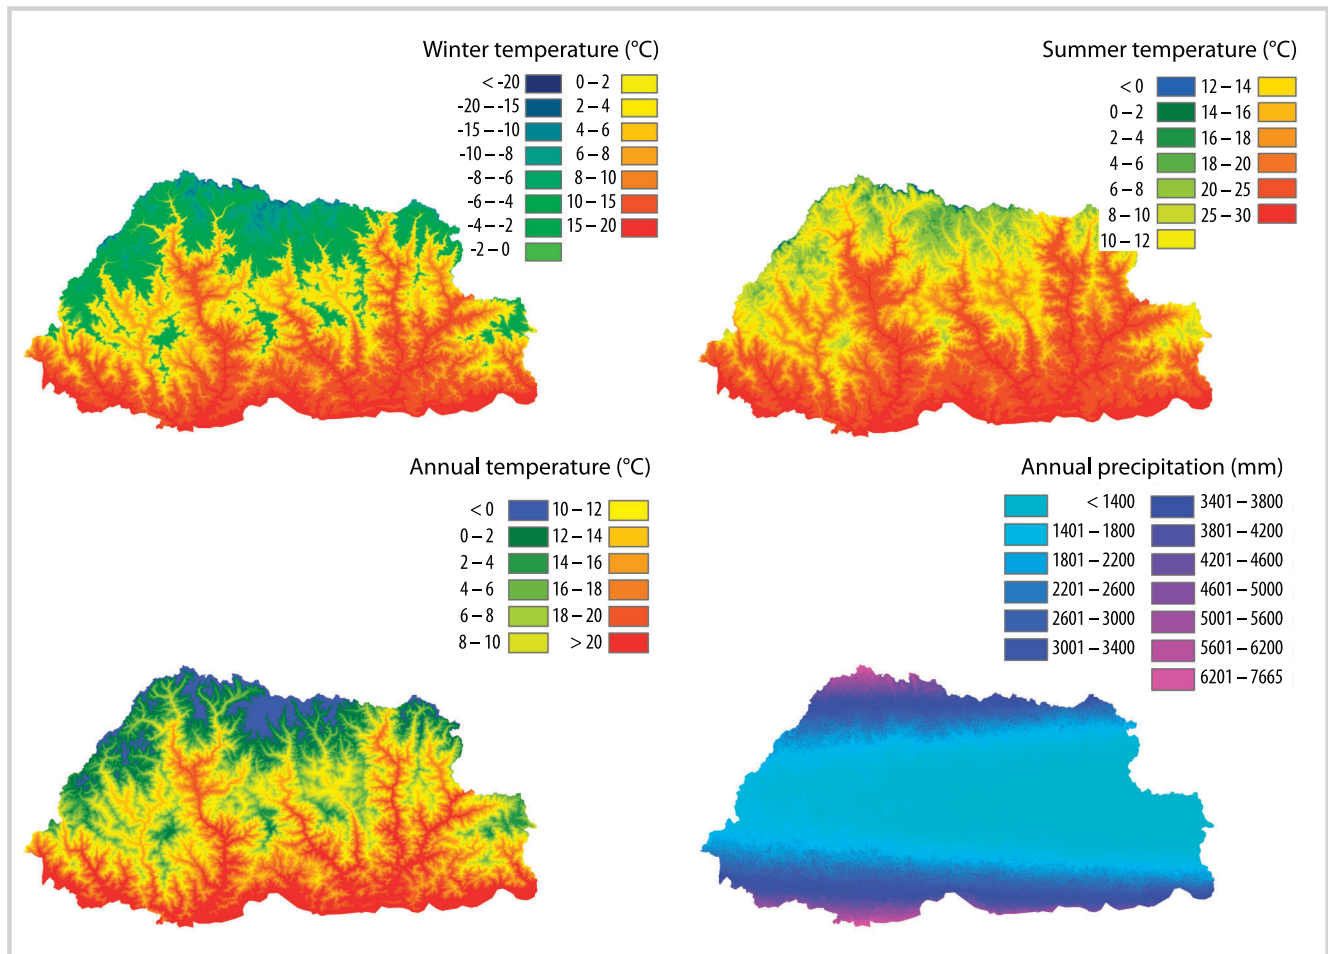 Winter temperature (°C)
< -20 0 – 2
-20 – -15 2 – 4
-15 – -10 4 – 6
-10 – -8 6 – 8
-8 – -6 8 – 10
-6 – -4 10 – 15
-4 – -2 15 – 20
-2 – 0
Summer temperature (°C)
< 0 12 – 14
0 – 2 14 – 16
2 – 4 16 – 18
4 – 6 18 – 20
6 – 8 20 – 25
8 – 10 25 – 30
10 – 12
Annual temperature (°C)
< 0 10 – 12
0 – 2 12 – 14
2 – 4 14 – 16
4 – 6 16 – 18
6 – 8 18 – 20
8 – 10 > 20
Annual precipitation (mm)
< 1400 3401 – 3800
1401 – 1800 3801 – 4200
1801 – 2200 4201 – 4600
2201 – 2600 4601 – 5000
2601 – 3000 5001 – 5600
3001 – 3400 5601 – 6200
6201 – 7665